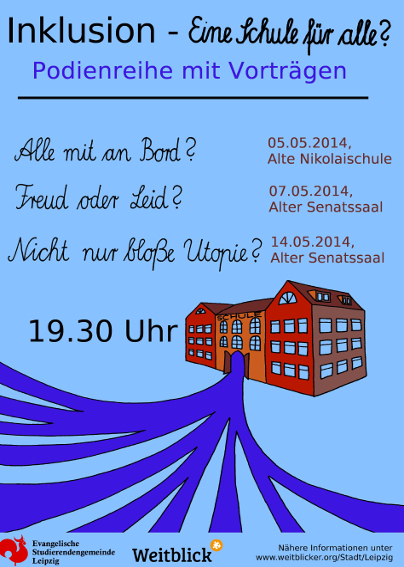 Inklusion - Eine Schule für alle?
Podienreihe mit Vorträgen
Alle mit an Bord?
05.05.2014,
Alte Nikolaischule
Freud oder Leid?
07.05.2014,
Alter Senatssaal
Nicht nur bloße Utopie?
14.05.2014,
Alter Senatssaal
19.30 Uhr
SCHULE
Evangelische
Studierendengemeinde
Leipzig
Weitblick
Nähere Informationen unter
www.weitblicker.org/Stadt/Leipzig